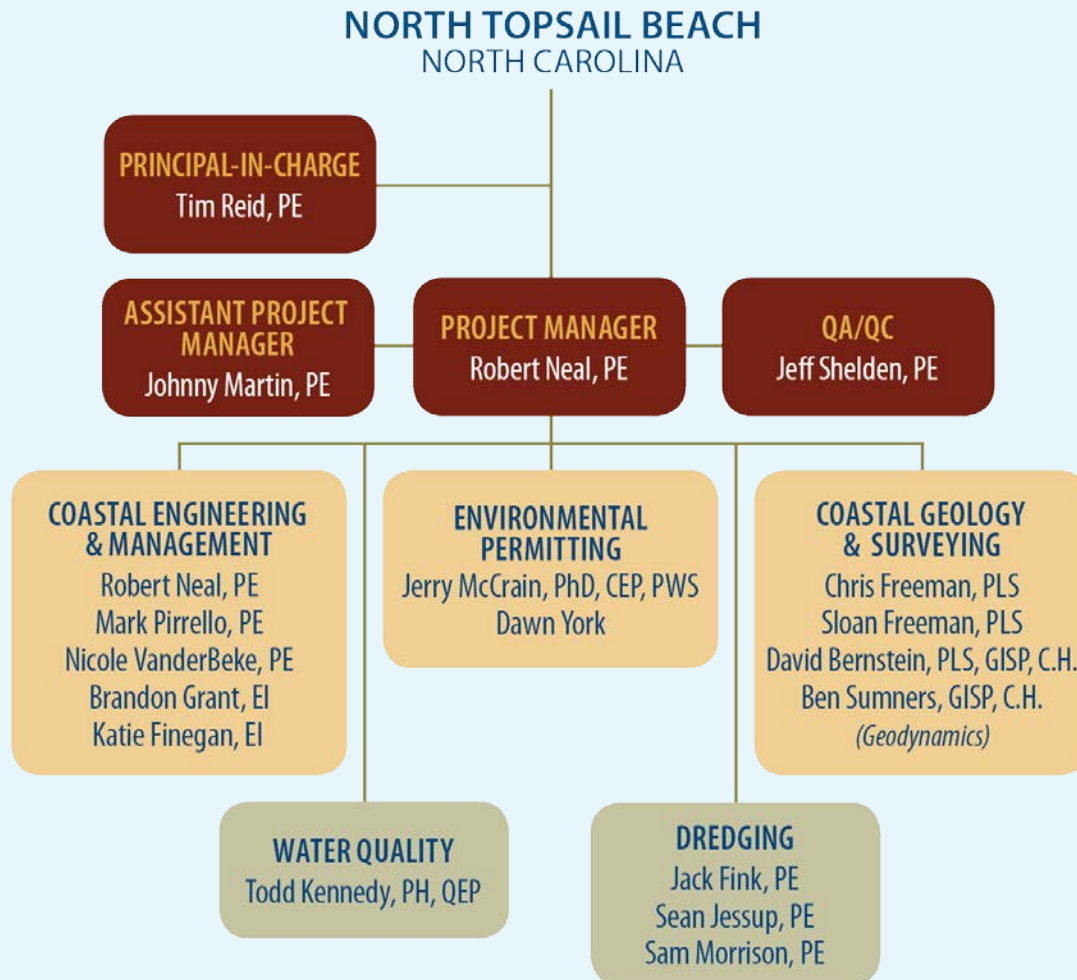 NORTH TOPSAIL BEACH
NORTH CAROLINA
PRINCIPAL-IN-CHARGE
Tim Reid, PE
ASSISTANT PROJECT
MANAGER
Johnny Martin, PE
PROJECT MANAGER
Robert Neal, PE
QA/QC
Jeff Shelden, PE
COASTAL ENGINEERING
& MANAGEMENT
Robert Neal, PE
Mark Pirrello, PE
Nicole VanderBeke, PE
Brandon Grant, EI
Katie Finegan, EI
ENVIRONMENTAL
PERMITTING
Jerry McCrain, PhD, CEP, PWS
Dawn York
COASTAL GEOLOGY
& SURVEYING
Chris Freeman, PLS
Sloan Freeman, PLS
David Bernstein, PLS, GISP, C.H.
Ben Sumners, GISP, C.H.
(Geodynamics)
WATER QUALITY
Todd Kennedy, PH, QEP
DREDGING
Jack Fink, PE
Sean Jessup, PE
Sam Morrison, PE